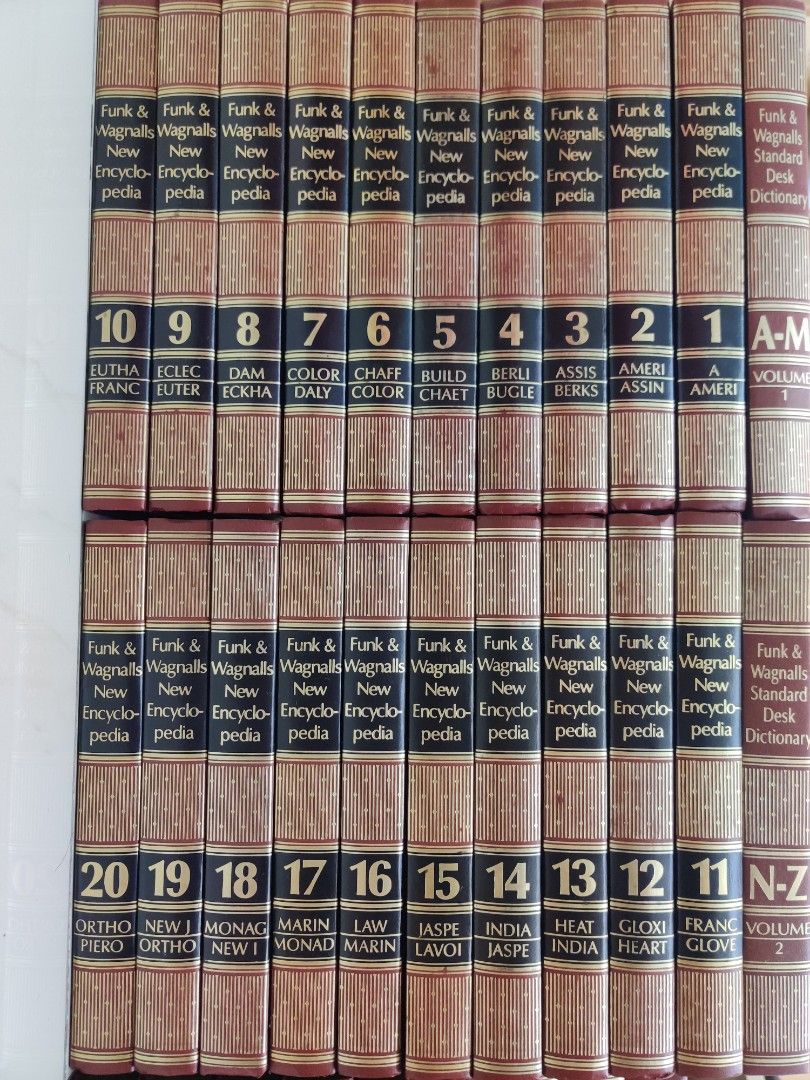 Funk &
Wagnalls
New
Encyclo-
pedia
10
EUTHA
FRANC
Funk &
Wagnalls
New
Encyclo-
pedia
9
ECLEC
EUTER
Funk &
Wagnalls
New
Encyclo-
pedia
8
DAM
ECKHA
Funk &
Wagnalls
New
Encyclo-
pedia
7
COLOR
DALY
Funk &
Wagnalls
New
Encyclo-
pedia
6
CHAFF
COLOR
Funk &
Wagnalls
New
Encyclo-
pedia
5
BUILD
CHAET
Funk &
Wagnalls
New
Encyclo-
pedia
4
BERLI
BUGLE
Funk &
Wagnalls
New
Encyclo-
pedia
3
ASSIS
BERKS
Funk &
Wagnalls
New
Encyclo-
pedia
2
AMERI
ASSIN
Funk &
Wagnalls
New
Encyclo-
pedia
1
A
AMERI
Funk &
Wagnalls
Standard
Desk
Dictionary
A-M
VOLUME
1
Funk &
Wagnalls
New
Encyclo-
pedia
20
ORTHO
PIERO
Funk &
Wagnalls
New
Encyclo-
pedia
19
NEW J
ORTHO
Funk &
Wagnalls
New
Encyclo-
pedia
18
MONAG
NEW I
Funk &
Wagnalls
New
Encyclo-
pedia
17
MARIN
MONAD
Funk &
Wagnalls
New
Encyclo-
pedia
16
LAW
MARIN
Funk &
Wagnalls
New
Encyclo-
pedia
15
JASPE
LAVOI
Funk &
Wagnalls
New
Encyclo-
pedia
14
INDIA
JASPE
Funk &
Wagnalls
New
Encyclo-
pedia
13
HEAT
INDIA
Funk &
Wagnalls
New
Encyclo-
pedia
12
GLOXI
HEART
Funk &
Wagnalls
New
Encyclo-
pedia
11
FRANC
GLOVE
Funk &
Wagnalls
Standard
Desk
Dictionary
N-Z
VOLUME
2